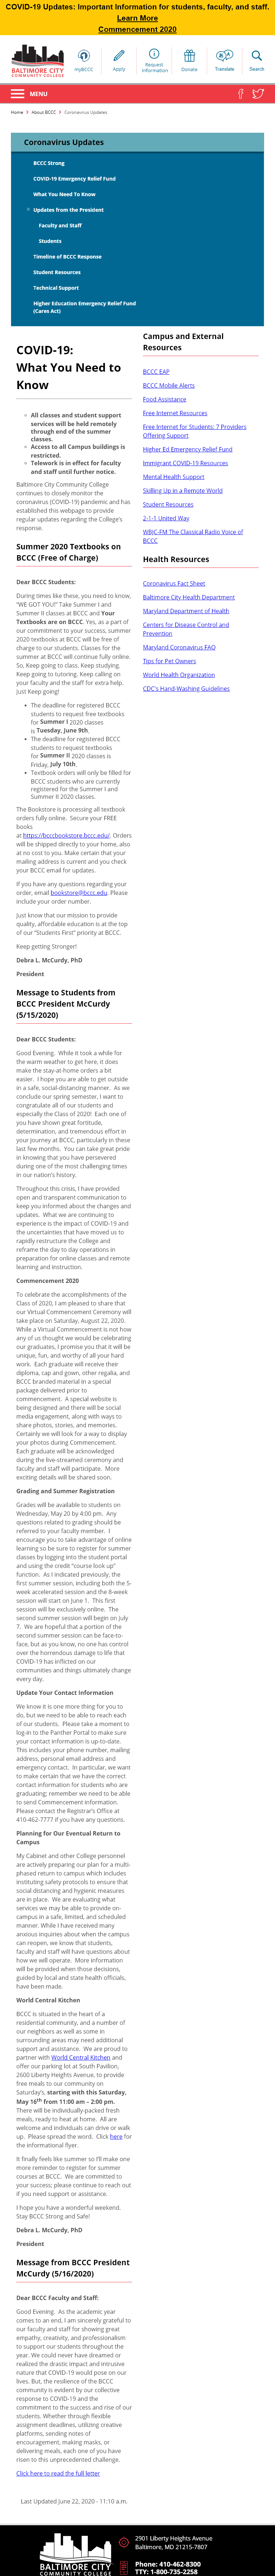 COVID-19 Updates: Important Information for students, faculty, and staff.
Learn More
Commencement 2020
BALTIMORE CITY
COMMUNITY COLLEGE
myBCCC
Apply
Request
Information
Donate
Translate
Search
MENU
Home
About BCCC
Coronavirus Updates
Coronavirus Updates
BCCC Strong
COVID-19 Emergency Relief Fund
What You Need To Know
Updates from the President
Faculty and Staff
Students
Timeline of BCCC Response
Student Resources
Technical Support
Higher Education Emergency Relief Fund
(Cares Act)
COVID-19:
What You Need to
Know
All classes and student support
services will be held remotely
through end of the summer
classes.
Access to all Campus buildings is
restricted.
Telework is in effect for faculty
and staff until further notice.
Baltimore City Community College
continues to closely monitor the
coronavirus (COVID-19) pandemic and has
established this webpage to provide
regular updates regarding the College's
response.
Summer 2020 Textbooks on
BCCC (Free of Charge)
Dear BCCC Students:
During times like these, you need to know,
"WE GOT YOU!" Take Summer I and
Summer II classes at BCCC and Your
Textbooks are on BCCC. Yes, as a part of
commitment to your success, summer
2020 textbooks at BCCC will be free of
charge to our students. Classes for the
summer at BCCC will continue fully online.
So, Keep going to class. Keep studying.
Keep going to tutoring. Keep calling on
your faculty and the staff for extra help.
Just Keep going!
The deadline for registered BCCC
students to request free textbooks
for Summer I 2020 classes
is Tuesday, June 9th.
The deadline for registered BCCC
students to request textbooks
for Summer II 2020 classes is
Friday, July 10th.
Textbook orders will only be filled for
BCCC students who are currently
registered for the Summer I and
Summer II 2020 classes.
The Bookstore is processing all textbook
orders fully online.  Secure your FREE
books
at https://bcccbookstore.bccc.edu/. Orders
will be shipped directly to your home, also
at no cost to you. Make certain that your
mailing address is current and you check
your BCCC email for updates.
If you have any questions regarding your
order, email bookstore@bccc.edu. Please
include your order number.
Just know that our mission to provide
quality, affordable education is at the top
of our "Students First" priority at BCCC.
Keep getting Stronger!
Debra L. McCurdy, PhD
President
Message to Students from
BCCC President McCurdy
(5/15/2020)
Dear BCCC Students:
Good Evening.  While it took a while for
the warm weather to get here, it does
make the stay-at-home orders a bit
easier.  I hope you are able to get outside
in a safe, social-distancing manner.  As we
conclude our spring semester, I want to
congratulate all of our students and
especially the Class of 2020!  Each one of
you have shown great fortitude,
determination, and tremendous effort in
your time at BCCC, particularly in these last
few months.  You can take great pride in
knowing that you have persevered
during one of the most challenging times
in our nation's history.
Throughout this crisis, I have provided
open and transparent communication to
keep you informed about the changes and
updates.  What we are continuing to
experience is the impact of COVID-19 and
the uncertainties that have moved us to
rapidly restructure the College and
reframe the day to day operations in
preparation for online classes and remote
learning and instruction.
Commencement 2020
To celebrate the accomplishments of the
Class of 2020, I am pleased to share that
our Virtual Commencement Ceremony will
take place on Saturday, August 22, 2020.
While a Virtual Commencement is not how
any of us thought we would be celebrating
our graduates, I promise you that it will be
unique, fun, and worthy of all your hard
work.  Each graduate will receive their
diploma, cap and gown, other regalia, and
BCCC branded material in a special
package delivered prior to
commencement.  A special website is
being designed and there will be social
media engagement, along with ways to
share photos, stories, and memories.
Certainly we will look for a way to display
your photos during Commencement. All
graduates will be acknowledged
during the live-streamed ceremony and
faculty and staff will participate.  More
exciting details will be shared soon.
Grading and Summer Registration
Grades will be available to students on
Wednesday, May 20 by 4:00 pm.  Any
questions related to grading should be
referred to your faculty member.  I
encourage you to take advantage of online
learning so be sure to register for summer
classes by logging into the student portal
and using the credit "course look up"
function.  As I indicated previously, the
first summer session, including both the 5-
week accelerated session and the 8-week
session will start on June 1.  This first
session will be exclusively online.  The
second summer session will begin on July
7.  We are hopeful that a portion of the
second summer session can be face-to-
face, but as you know, no one has control
over the horrendous damage to life that
COVID-19 has inflicted on our
communities and things ultimately change
every day.
Update Your Contact Information
We know it is one more thing for you to
do, but we need to be able to reach each
of our students.  Please take a moment to
log-in to the Panther Portal to make sure
your contact information is up-to-date.
This includes your phone number, mailing
address, personal email address and
emergency contact.  In particular, we want
to make certain that we have the correct
contact information for students who are
graduating; remember we need to be able
to send Commencement information.
Please contact the Registrar's Office at
410-462-7777 if you have any questions.
Planning for Our Eventual Return to
Campus
My Cabinet and other College personnel
are actively preparing our plan for a multi-
phased return to campus while instituting
safety protocols to ensure that social
distancing and hygienic measures are in
place.  We are evaluating what services we
may be able to provide on-campus in a
safe, limited, and scheduled manner.
While I have received many anxious
inquiries about when the campus can
reopen, we know that students, faculty and
staff will have questions about how we will
operate.  More information will be provided
when those decisions, guided by local and
state health officials, have been made.
World Central Kitchen
BCCC is situated in the heart of a
residential community, and a number of
our neighbors as well as some in
surrounding areas may need additional
support and assistance.  We are proud to
partner with World Central Kitchen and
offer our parking lot at South Pavilion,
2600 Liberty Heights Avenue, to provide
free meals to our community on
Saturday's, starting with this Saturday,
May 16th from 11:00 am – 2:00 pm.
There will be individually-packed fresh
meals, ready to heat at home.  All are
welcome and individuals can drive or walk
up.  Please spread the word.  Click here for
the informational flyer.
It finally feels like summer so I'll make one
more reminder to register for summer
courses at BCCC.  We are committed to
your success; please continue to reach out
if you need support or assistance.
I hope you have a wonderful weekend.
Stay BCCC Strong and Safe!
Debra L. McCurdy, PhD
President
Message from BCCC President
McCurdy (5/16/2020)
Dear BCCC Faculty and Staff:
Good Evening.  As the academic year
comes to an end, I am sincerely grateful to
our faculty and staff for showing great
empathy, creativity, and professionalism
to support our students throughout the
year. We could never have dreamed or
realized the drastic impact and intrusive
nature that COVID-19 would pose on our
lives. But, the resilience of the BCCC
community is evident by our collective
response to COVID-19 and the
commitment to the success and rise of our
students. Whether through flexible
assignment deadlines, utilizing creative
platforms, sending notes of
encouragement, making masks, or
delivering meals, each one of you have
risen to this unprecedented challenge.
Click here to read the full letter
Last Updated June 22, 2020 - 11:10 a.m.
Campus and External
Resources
BCCC EAP
BCCC Mobile Alerts
Food Assistance
Free Internet Resources
Free Internet for Students: 7 Providers
Offering Support
Higher Ed Emergency Relief Fund
Immigrant COVID-19 Resources
Mental Health Support
Skilling Up in a Remote World
Student Resources
2-1-1 United Way
WBJC-FM The Classical Radio Voice of
BCCC
Health Resources
Coronavirus Fact Sheet
Baltimore City Health Department
Maryland Department of Health
Centers for Disease Control and
Prevention
Maryland Coronavirus FAQ
Tips for Pet Owners
World Health Organization
CDC's Hand-Washing Guidelines
BALTIMORE CITY
COMMUNITY COLLEGE
2901 Liberty Heights Avenue
Baltimore, MD 21215-7807
Phone: 410-462-8300
TTY: 1-800-735-2258